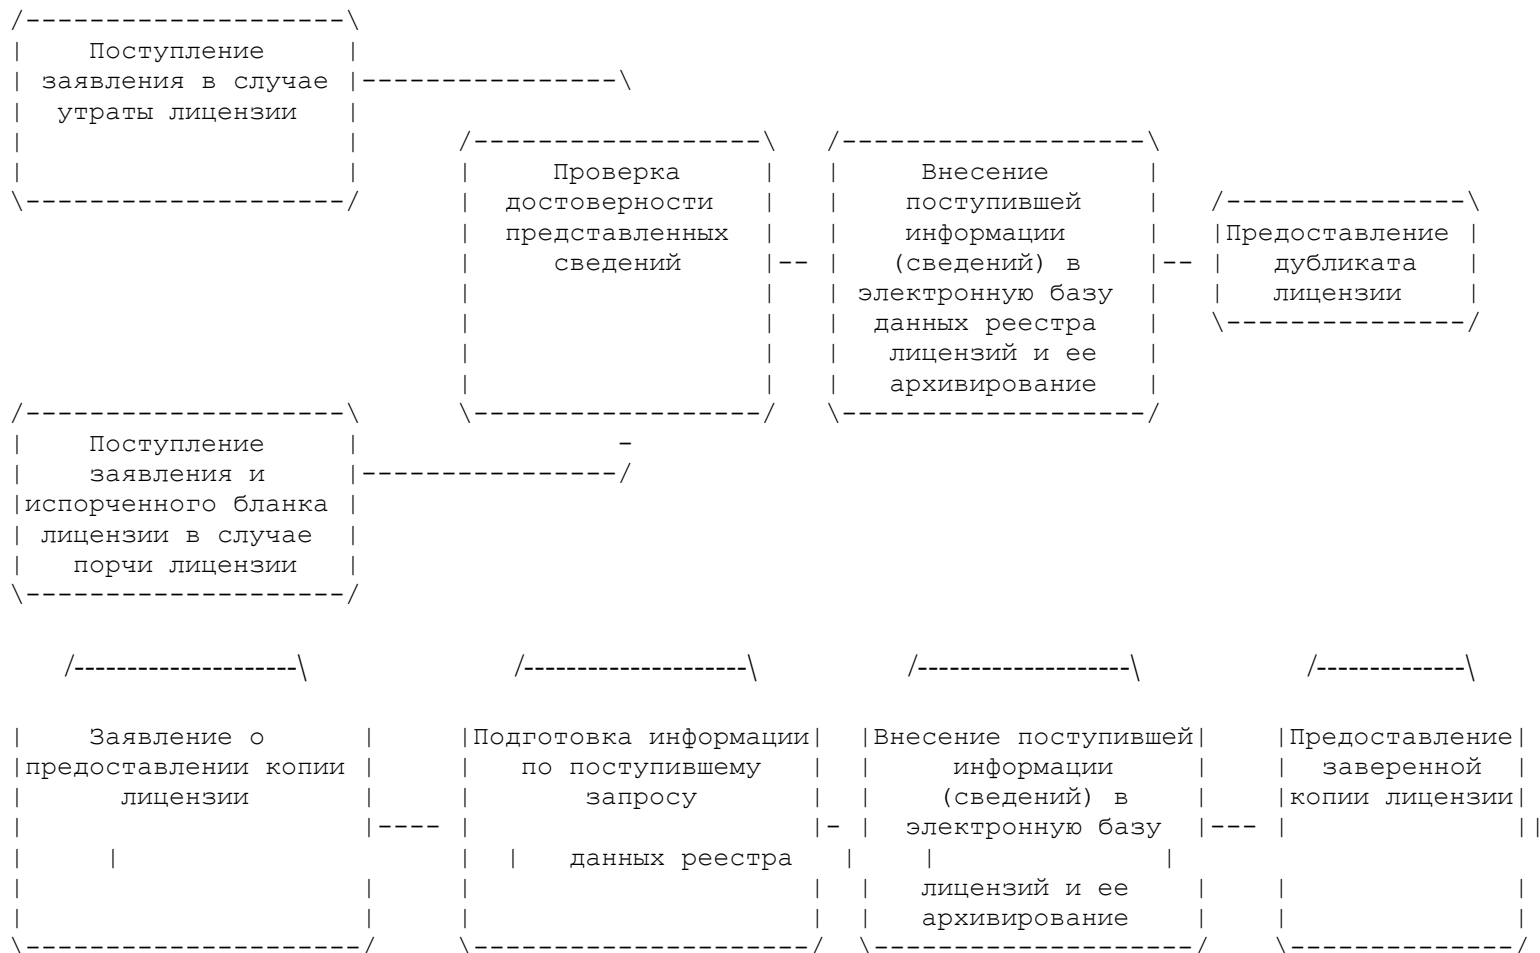 Поступление
заявления в случае
утраты лицензии
Проверка
достоверности
представленных
сведений
Внесение
поступившей
информации
(сведений) в
электронную базу
данных реестра
лицензий и ее
архивирование
Предоставление
дубликата
лицензии
Поступление
заявления и
испорченного бланка
лицензии в случае
порчи лицензии
Заявление о
предоставлении копии
лицензии
Подготовка информации
по поступившему
запросу
Внесение поступившей
информации
(сведений) в
электронную базу
данных реестра
лицензий и ее
архивирование
Предоставление
заверенной
копии лицензии